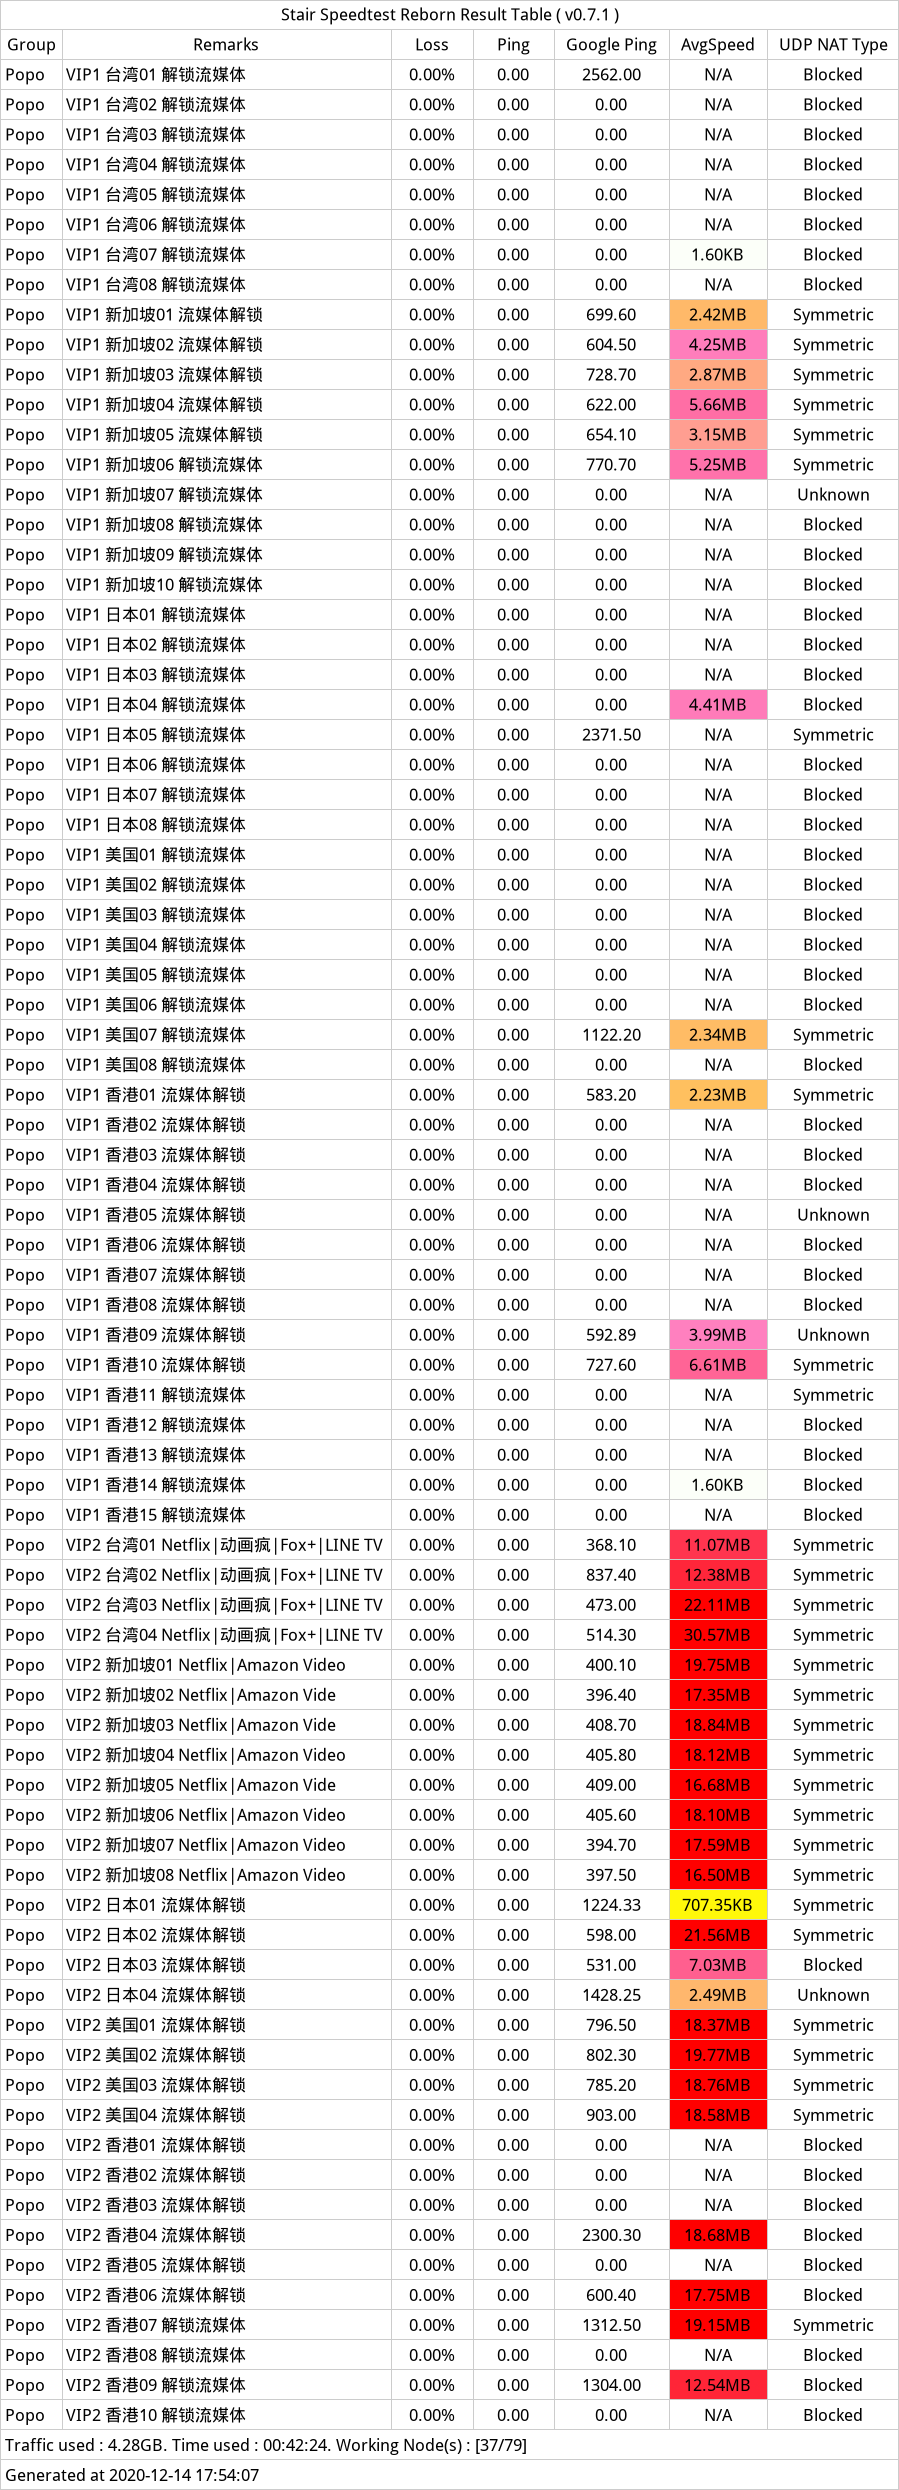 Stair Speedtest Reborn Result Table ( v0.7.1 )
Group Remarks Loss Ping Google Ping AvgSpeed UDP NAT Type
Popo VIP1 台湾01 解锁流媒体 0.00% 0.00 2562.00 N/A Blocked
Popo VIP1 台湾02 解锁流媒体 0.00% 0.00 0.00 N/A Blocked
Popo VIP1 台湾03 解锁流媒体 0.00% 0.00 0.00 N/A Blocked
Popo VIP1 台湾04 解锁流媒体 0.00% 0.00 0.00 N/A Blocked
Popo VIP1 台湾05 解锁流媒体 0.00% 0.00 0.00 N/A Blocked
Popo VIP1 台湾06 解锁流媒体 0.00% 0.00 0.00 N/A Blocked
Popo VIP1 台湾07 解锁流媒体 0.00% 0.00 0.00 1.60KB Blocked
Popo VIP1 台湾08 解锁流媒体 0.00% 0.00 0.00 N/A Blocked
Popo VIP1 新加坡01 流媒体解锁 0.00% 0.00 699.60 2.42MB Symmetric
Popo VIP1 新加坡02 流媒体解锁 0.00% 0.00 604.50 4.25MB Symmetric
Popo VIP1 新加坡03 流媒体解锁 0.00% 0.00 728.70 2.87MB Symmetric
Popo VIP1 新加坡04 流媒体解锁 0.00% 0.00 622.00 5.66MB Symmetric
Popo VIP1 新加坡05 流媒体解锁 0.00% 0.00 654.10 3.15MB Symmetric
Popo VIP1 新加坡06 解锁流媒体 0.00% 0.00 770.70 5.25MB Symmetric
Popo VIP1 新加坡07 解锁流媒体 0.00% 0.00 0.00 N/A Unknown
Popo VIP1 新加坡08 解锁流媒体 0.00% 0.00 0.00 N/A Blocked
Popo VIP1 新加坡09 解锁流媒体 0.00% 0.00 0.00 N/A Blocked
Popo VIP1 新加坡10 解锁流媒体 0.00% 0.00 0.00 N/A Blocked
Popo VIP1 日本01 解锁流媒体 0.00% 0.00 0.00 N/A Blocked
Popo VIP1 日本02 解锁流媒体 0.00% 0.00 0.00 N/A Blocked
Popo VIP1 日本03 解锁流媒体 0.00% 0.00 0.00 N/A Blocked
Popo VIP1 日本04 解锁流媒体 0.00% 0.00 0.00 4.41MB Blocked
Popo VIP1 日本05 解锁流媒体 0.00% 0.00 2371.50 N/A Symmetric
Popo VIP1 日本06 解锁流媒体 0.00% 0.00 0.00 N/A Blocked
Popo VIP1 日本07 解锁流媒体 0.00% 0.00 0.00 N/A Blocked
Popo VIP1 日本08 解锁流媒体 0.00% 0.00 0.00 N/A Blocked
Popo VIP1 美国01 解锁流媒体 0.00% 0.00 0.00 N/A Blocked
Popo VIP1 美国02 解锁流媒体 0.00% 0.00 0.00 N/A Blocked
Popo VIP1 美国03 解锁流媒体 0.00% 0.00 0.00 N/A Blocked
Popo VIP1 美国04 解锁流媒体 0.00% 0.00 0.00 N/A Blocked
Popo VIP1 美国05 解锁流媒体 0.00% 0.00 0.00 N/A Blocked
Popo VIP1 美国06 解锁流媒体 0.00% 0.00 0.00 N/A Blocked
Popo VIP1 美国07 解锁流媒体 0.00% 0.00 1122.20 2.34MB Symmetric
Popo VIP1 美国08 解锁流媒体 0.00% 0.00 0.00 N/A Blocked
Popo VIP1 香港01 流媒体解锁 0.00% 0.00 583.20 2.23MB Symmetric
Popo VIP1 香港02 流媒体解锁 0.00% 0.00 0.00 N/A Blocked
Popo VIP1 香港03 流媒体解锁 0.00% 0.00 0.00 N/A Blocked
Popo VIP1 香港04 流媒体解锁 0.00% 0.00 0.00 N/A Blocked
Popo VIP1 香港05 流媒体解锁 0.00% 0.00 0.00 N/A Unknown
Popo VIP1 香港06 流媒体解锁 0.00% 0.00 0.00 N/A Blocked
Popo VIP1 香港07 流媒体解锁 0.00% 0.00 0.00 N/A Blocked
Popo VIP1 香港08 流媒体解锁 0.00% 0.00 0.00 N/A Blocked
Popo VIP1 香港09 流媒体解锁 0.00% 0.00 592.89 3.99MB Unknown
Popo VIP1 香港10 流媒体解锁 0.00% 0.00 727.60 6.61MB Symmetric
Popo VIP1 香港11 解锁流媒体 0.00% 0.00 0.00 N/A Symmetric
Popo VIP1 香港12 解锁流媒体 0.00% 0.00 0.00 N/A Blocked
Popo VIP1 香港13 解锁流媒体 0.00% 0.00 0.00 N/A Blocked
Popo VIP1 香港14 解锁流媒体 0.00% 0.00 0.00 1.60KB Blocked
Popo VIP1 香港15 解锁流媒体 0.00% 0.00 0.00 N/A Blocked
Popo VIP2 台湾01 Netflix|动画疯|Fox+|LINE TV 0.00% 0.00 368.10 11.07MB Symmetric
Popo VIP2 台湾02 Netflix|动画疯|Fox+|LINE TV 0.00% 0.00 837.40 12.38MB Symmetric
Popo VIP2 台湾03 Netflix|动画疯|Fox+|LINE TV 0.00% 0.00 473.00 22.11MB Symmetric
Popo VIP2 台湾04 Netflix|动画疯|Fox+|LINE TV 0.00% 0.00 514.30 30.57MB Symmetric
Popo VIP2 新加坡01 Netflix|Amazon Video 0.00% 0.00 400.10 19.75MB Symmetric
Popo VIP2 新加坡02 Netflix|Amazon Vide 0.00% 0.00 396.40 17.35MB Symmetric
Popo VIP2 新加坡03 Netflix|Amazon Vide 0.00% 0.00 408.70 18.84MB Symmetric
Popo VIP2 新加坡04 Netflix|Amazon Video 0.00% 0.00 405.80 18.12MB Symmetric
Popo VIP2 新加坡05 Netflix|Amazon Vide 0.00% 0.00 409.00 16.68MB Symmetric
Popo VIP2 新加坡06 Netflix|Amazon Video 0.00% 0.00 405.60 18.10MB Symmetric
Popo VIP2 新加坡07 Netflix|Amazon Video 0.00% 0.00 394.70 17.59MB Symmetric
Popo VIP2 新加坡08 Netflix|Amazon Video 0.00% 0.00 397.50 16.50MB Symmetric
Popo VIP2 日本01 流媒体解锁 0.00% 0.00 1224.33 707.35KB Symmetric
Popo VIP2 日本02 流媒体解锁 0.00% 0.00 598.00 21.56MB Symmetric
Popo VIP2 日本03 流媒体解锁 0.00% 0.00 531.00 7.03MB Blocked
Popo VIP2 日本04 流媒体解锁 0.00% 0.00 1428.25 2.49MB Unknown
Popo VIP2 美国01 流媒体解锁 0.00% 0.00 796.50 18.37MB Symmetric
Popo VIP2 美国02 流媒体解锁 0.00% 0.00 802.30 19.77MB Symmetric
Popo VIP2 美国03 流媒体解锁 0.00% 0.00 785.20 18.76MB Symmetric
Popo VIP2 美国04 流媒体解锁 0.00% 0.00 903.00 18.58MB Symmetric
Popo VIP2 香港01 流媒体解锁 0.00% 0.00 0.00 N/A Blocked
Popo VIP2 香港02 流媒体解锁 0.00% 0.00 0.00 N/A Blocked
Popo VIP2 香港03 流媒体解锁 0.00% 0.00 0.00 N/A Blocked
Popo VIP2 香港04 流媒体解锁 0.00% 0.00 2300.30 18.68MB Blocked
Popo VIP2 香港05 流媒体解锁 0.00% 0.00 0.00 N/A Blocked
Popo VIP2 香港06 流媒体解锁 0.00% 0.00 600.40 17.75MB Blocked
Popo VIP2 香港07 解锁流媒体 0.00% 0.00 1312.50 19.15MB Symmetric
Popo VIP2 香港08 解锁流媒体 0.00% 0.00 0.00 N/A Blocked
Popo VIP2 香港09 解锁流媒体 0.00% 0.00 1304.00 12.54MB Blocked
Popo VIP2 香港10 解锁流媒体 0.00% 0.00 0.00 N/A Blocked
Traffic used : 4.28GB. Time used : 00:42:24. Working Node(s) : [37/79]
Generated at 2020-12-14 17:54:07